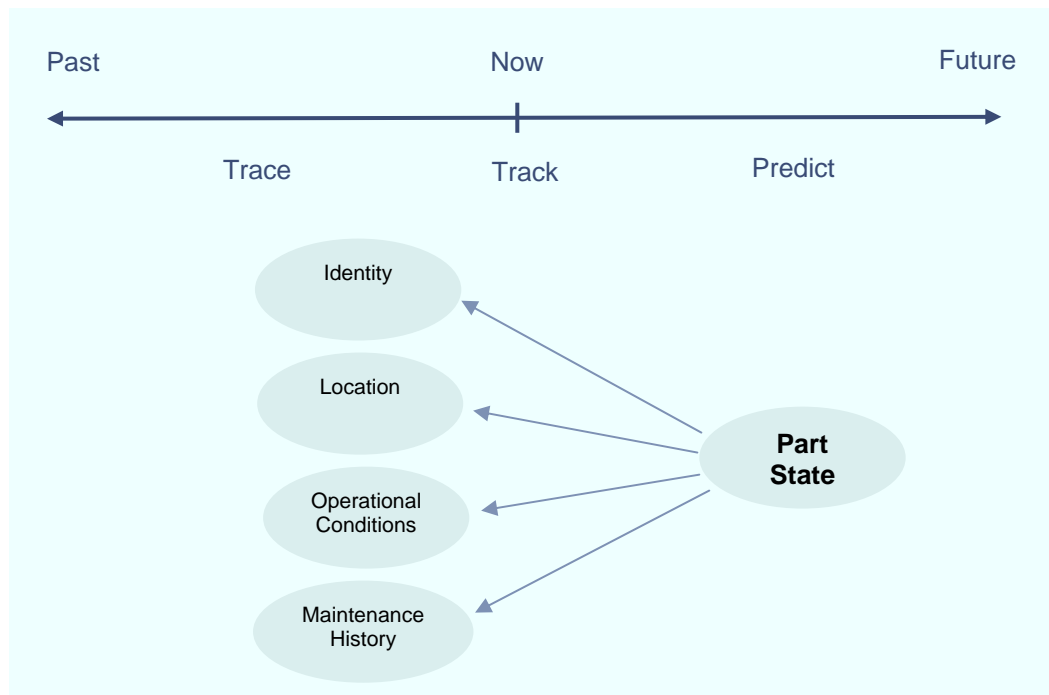 Past
Now
Future
Trace
Track
Predict
Identity
Location
Operational
Conditions
Maintenance
History
Part
State